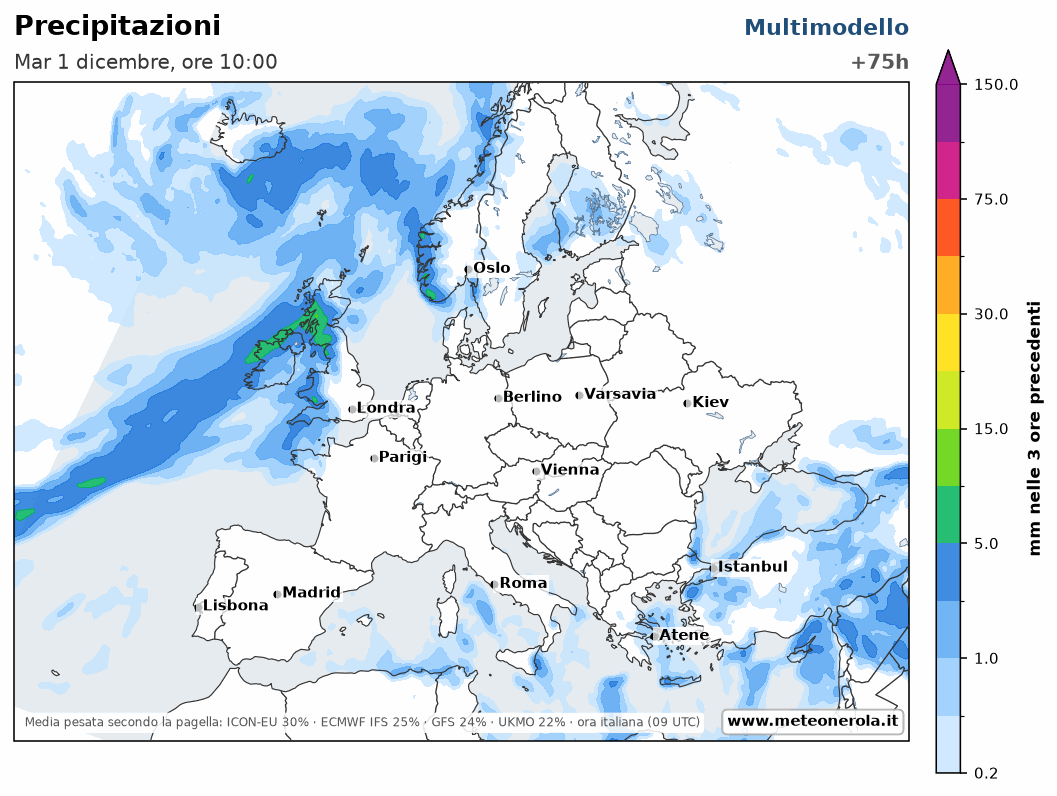 Precipitazioni
Multimodello
Mar 1 dicembre, ore 10:00
+75h
150.0
75.0
30.0
15.0
5.0
1.0
0.2
mm nelle 3 ore precedenti
Oslo
Berlino
Varsavia
Kiev
Londra
Parigi
Vienna
Istanbul
Roma
Madrid
Lisbona
Atene
Media pesata secondo la pagella: ICON-EU 30% · ECMWF IFS 25% · GFS 24% · UKMO 22% · ora italiana (09 UTC)
www.meteonerola.it